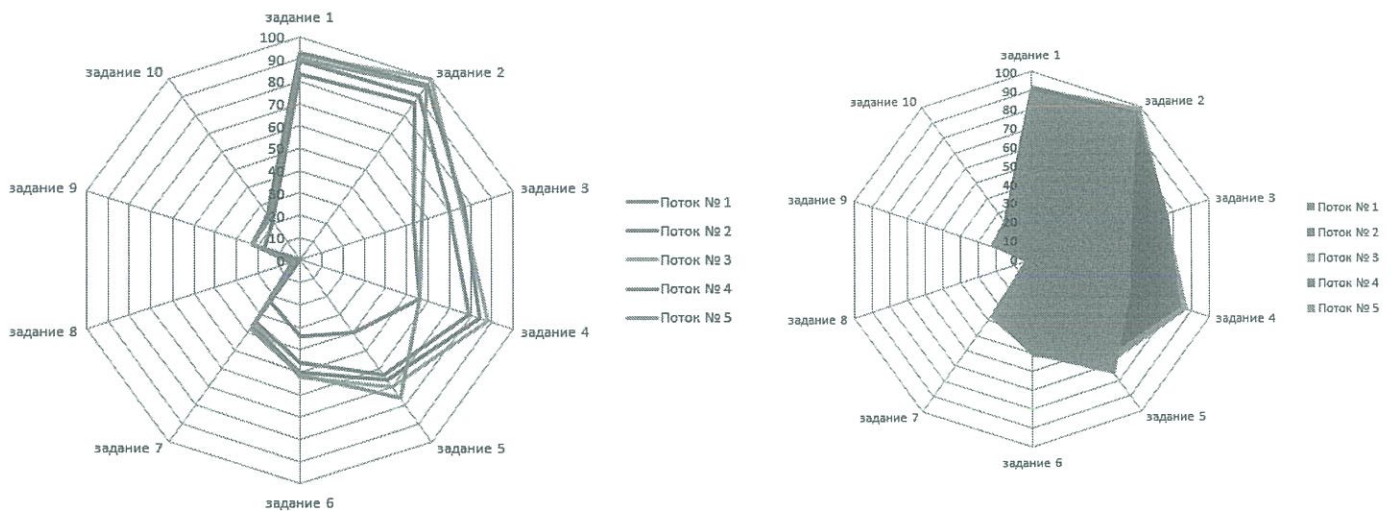 задание 1
100
90
80
70
60
50
40
30
20
10
0
задание 2
задание 3
задание 4
задание 5
задание 6
задание 7
задание 8
задание 9
задание 10
Поток № 1
Поток № 2
Поток № 3
Поток № 4
Поток № 5
задание 1
100
90
80
70
60
50
40
30
20
10
0
задание 2
задание 3
задание 4
задание 5
задание 6
задание 7
задание 8
задание 9
задание 10
Поток № 1
Поток № 2
Поток № 3
Поток № 4
Поток № 5